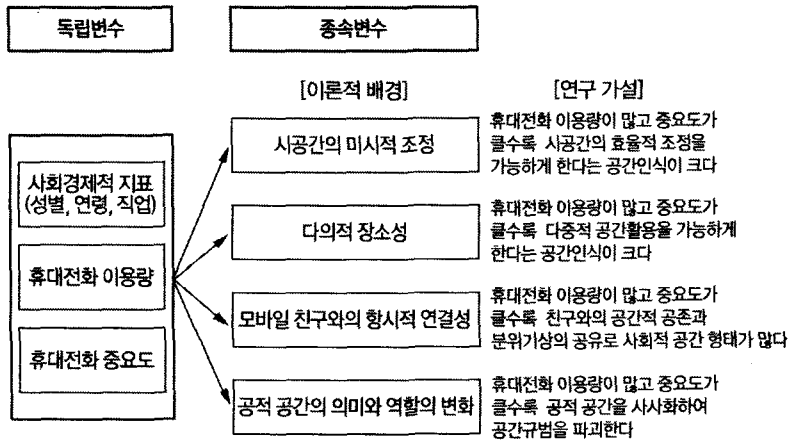 독립변수
종속변수
[이론적 배경]
[연구 가설]
사회경제적 지표
(성별, 연령, 직업)
휴대전화 이용량
휴대전화 중요도
시공간의 미시적 조정
휴대전화 이용량이 많고 중요도가
클수록 시공간의 효율적 조정을
가능하게 한다는 공간인식이 크다
다의적 장소성
휴대전화 이용량이 많고 중요도가
클수록 다중적 공간활용을 가능하게
한다는 공간인식이 크다
모바일 친구와의 항시적 연결성
휴대전화 이용량이 많고 중요도가
클수록 친구와의 공간적 공존과
분위기상의 공유로 사회적 공간 형태가 많다
공적 공간의 의미와 역할의 변화
휴대전화 이용량이 많고 중요도가
클수록 공적 공간을 사사화하여
공간규범을 파괴한다